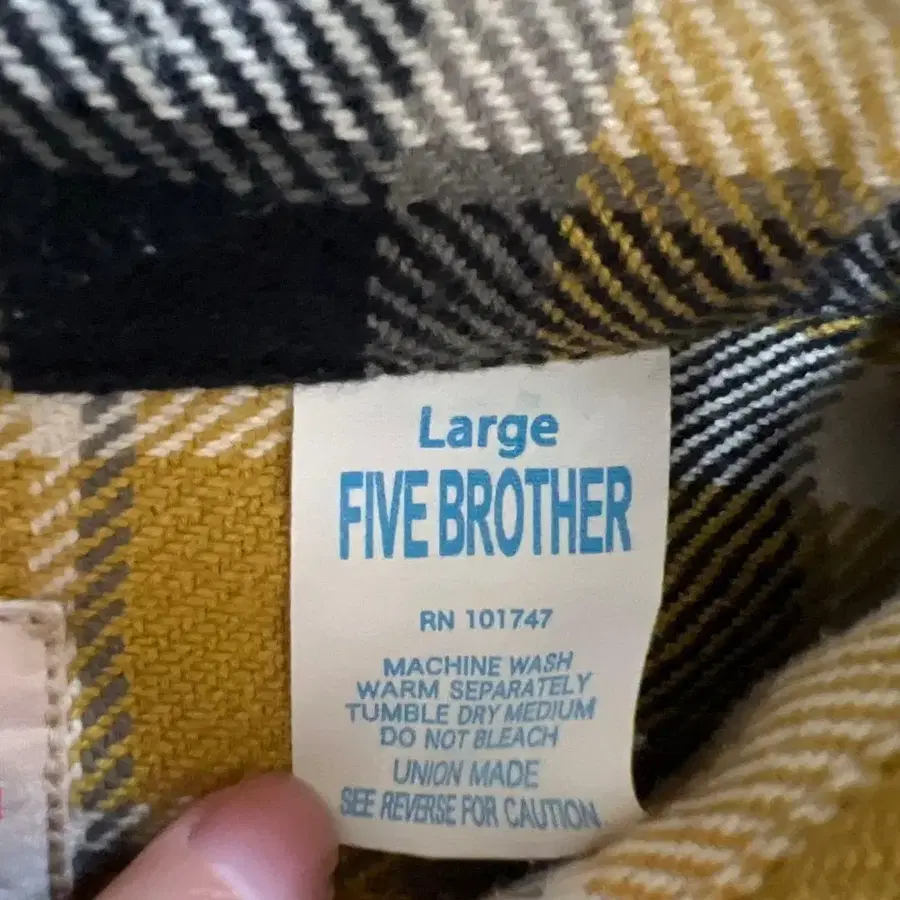 Large
FIVE BROTHER
RN 101747
MACHINE WASH
WARM SEPARATELY
TUMBLE DRY MEDIUM
DO NOT BLEACH
UNION MADE
SEE REVERSE FOR CAUTION